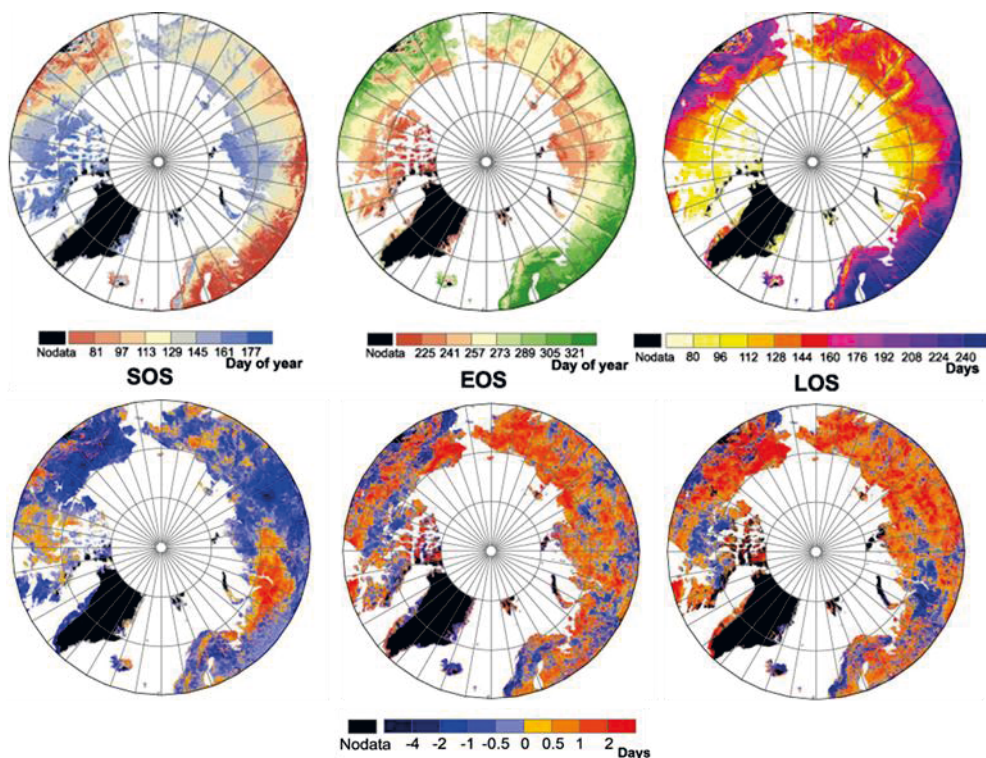 81 97 113 129 145 161 177
Nodata Day of year
SOS
225 241 257 273 289 305 321
Nodata Day of year
EOS
80 96 112 128 144 160 176 192 208 224 240
Nodata Days
LOS
-4 -2 -1 -0.5 0 0.5 1 2
Nodata Days